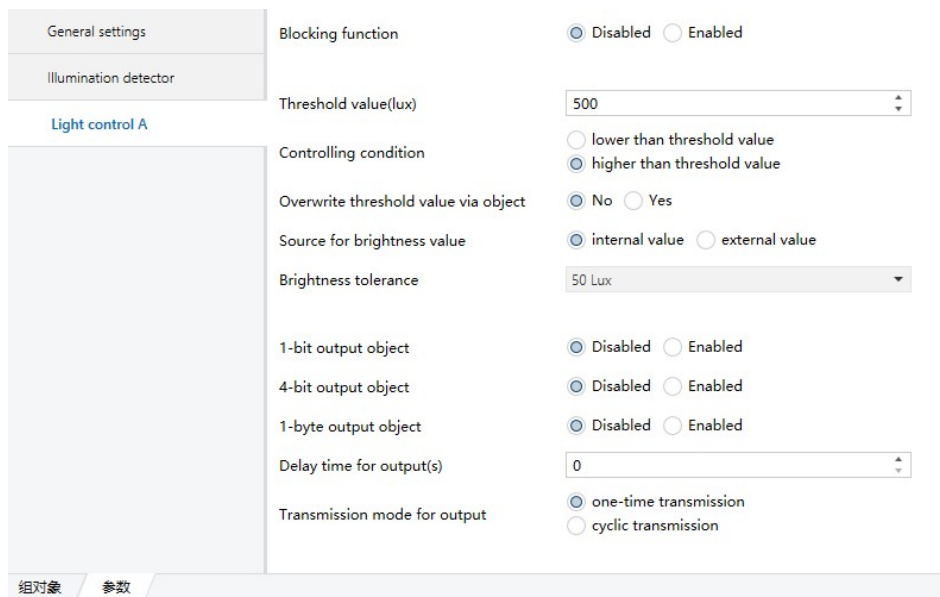 General settings
Illumination detector
Light control A
Blocking function Disabled Enabled
Threshold value(lux) 500
Controlling condition lower than threshold value
higher than threshold value
Overwrite threshold value via object No Yes
Source for brightness value internal value external value
Brightness tolerance 50 Lux
1-bit output object Disabled Enabled
4-bit output object Disabled Enabled
1-byte output object Disabled Enabled
Delay time for output(s) 0
Transmission mode for output one-time transmission
cyclic transmission
组对象 参数